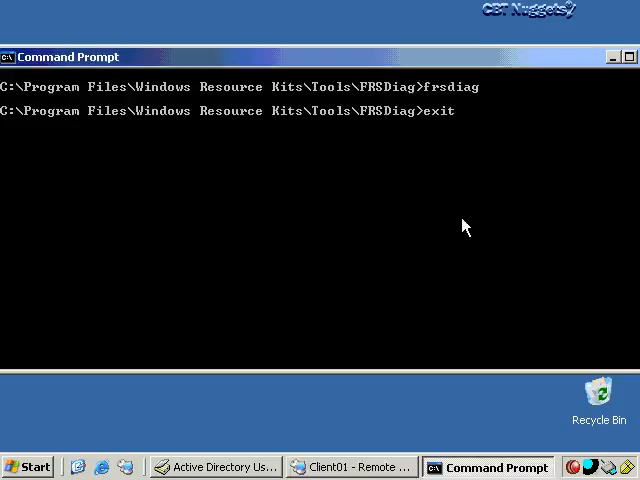 CBT Nuggets
Command Prompt
C:\Program Files\Windows Resource Kits\Tools\FRSDiag>frsdiag
C:\Program Files\Windows Resource Kits\Tools\FRSDiag>exit
Recycle Bin
Start
Active Directory Us...
Client01 - Remote ...
Command Prompt